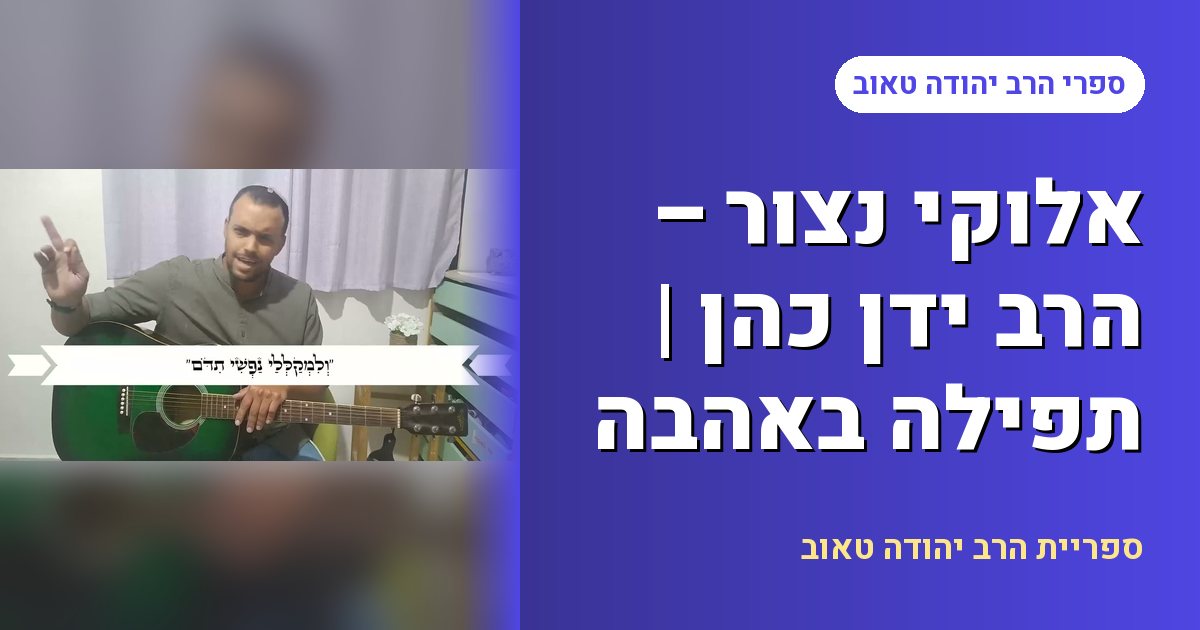 ספרי הרב יהודה טאוב
אלוקי נצור –
הרב ידן כהן |
תפילה באהבה
ספריית הרב יהודה טאוב
"וְלִמְקַלְלַי נַפְשִׁי תִדֹּם"